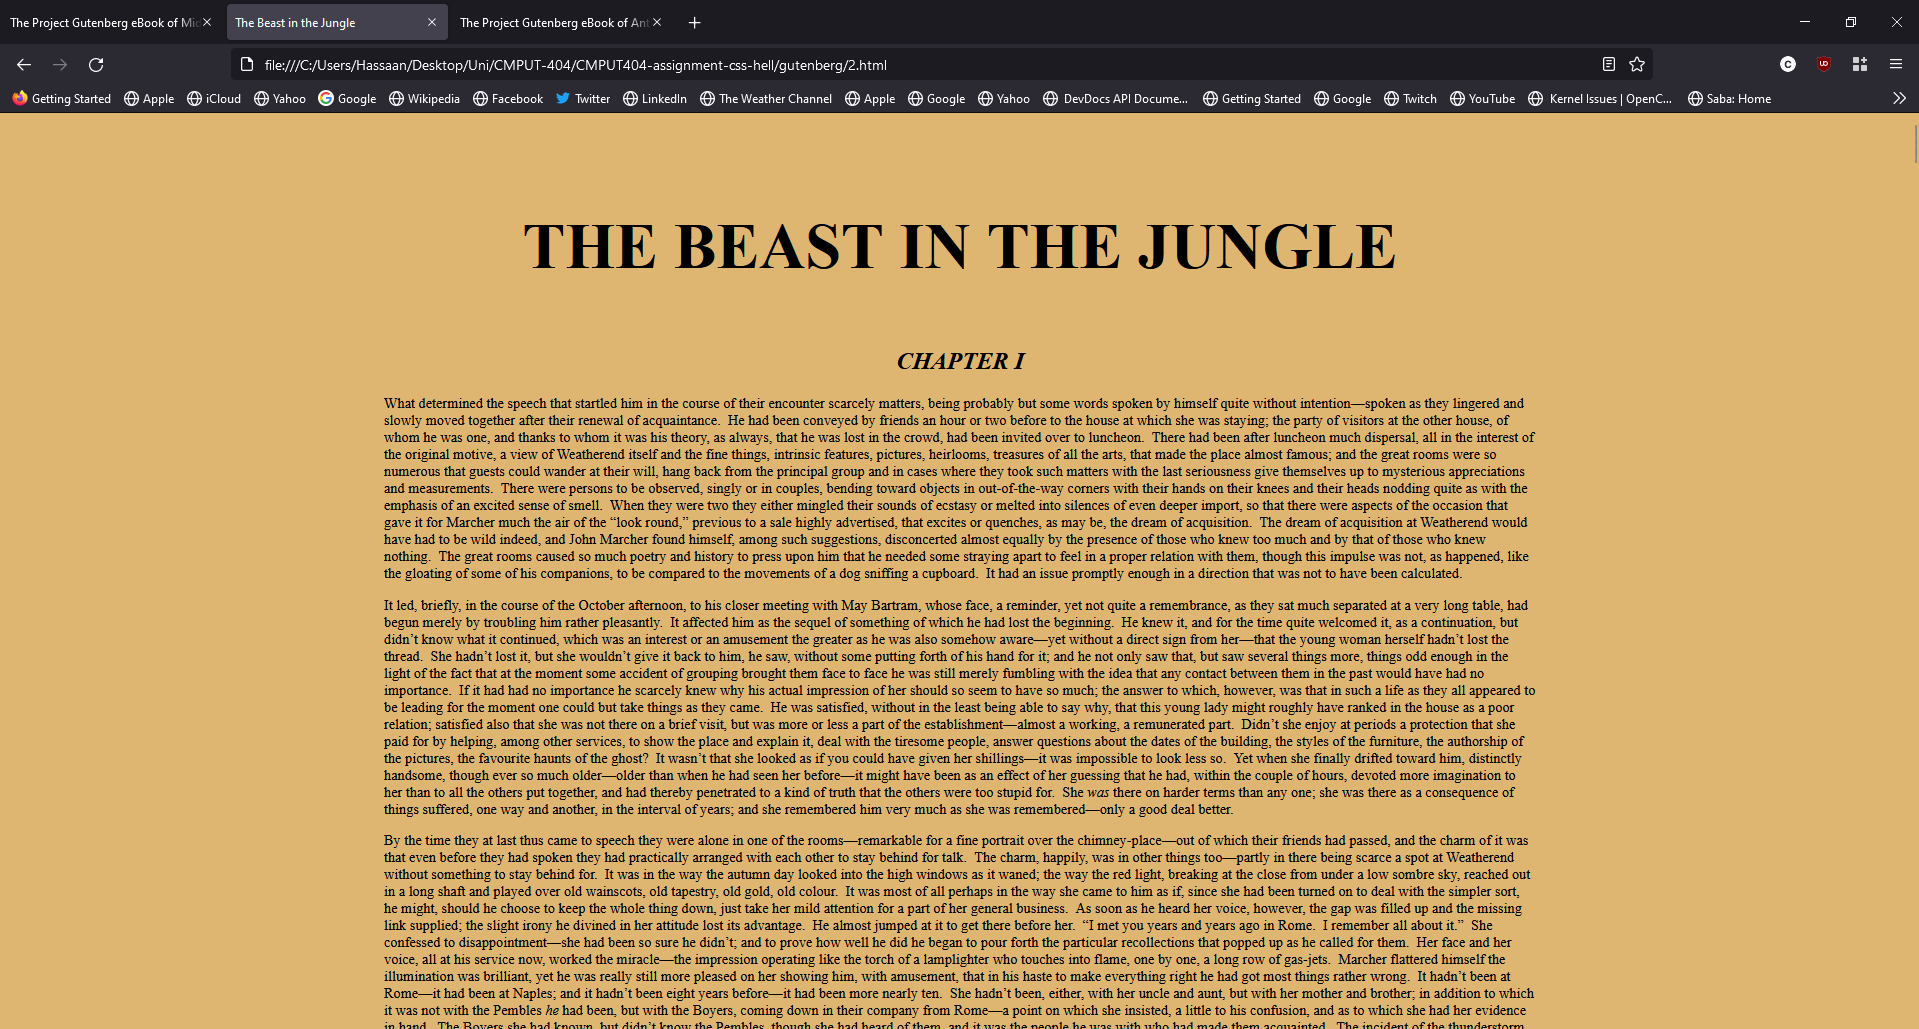 The Project Gutenberg eBook of Mi
The Beast in the Jungle
The Project Gutenberg eBook of Ant
file:///C:/Users/Hassaan/Desktop/Uni/CMPUT-404/CMPUT404-assignment-css-hell/gutenberg/2.html
Getting Started Apple iCloud Yahoo Google Wikipedia Facebook Twitter LinkedIn The Weather Channel Apple Google Yahoo DevDocs API Docume... Getting Started Google Twitch YouTube Kernel Issues | OpenC... Saba: Home
THE BEAST IN THE JUNGLE
CHAPTER I
What determined the speech that startled him in the course of their encounter scarcely matters, being probably but some words spoken by himself quite without intention—spoken as they lingered and
slowly moved together after their renewal of acquaintance. He had been conveyed by friends an hour or two before to the house at which she was staying; the party of visitors at the other house, of
whom he was one, and thanks to whom it was his theory, as always, that he was lost in the crowd, had been invited over to luncheon. There had been after luncheon much dispersal, all in the interest of
the original motive, a view of Weatherend itself and the fine things, intrinsic features, pictures, heirlooms, treasures of all the arts, that made the place almost famous; and the great rooms were so
numerous that guests could wander at their will, hang back from the principal group and in cases where they took such matters with the last seriousness give themselves up to mysterious appreciations
and measurements. There were persons to be observed, singly or in couples, bending toward objects in out-of-the-way corners with their hands on their knees and their heads nodding quite as with the
emphasis of an excited sense of smell. When they were two they either mingled their sounds of ecstasy or melted into silences of even deeper import, so that there were aspects of the occasion that
gave it for Marcher much the air of the “look round,” previous to a sale highly advertised, that excites or quenches, as may be, the dream of acquisition. The dream of acquisition at Weatherend would
have had to be wild indeed, and John Marcher found himself, among such suggestions, disconcerted almost equally by the presence of those who knew too much and by that of those who knew
nothing. The great rooms caused so much poetry and history to press upon him that he needed some straying apart to feel in a proper relation with them, though this impulse was not, as happened, like
the gloating of some of his companions, to be compared to the movements of a dog sniffing a cupboard. It had an issue promptly enough in a direction that was not to have been calculated.
It led, briefly, in the course of the October afternoon, to his closer meeting with May Bartram, whose face, a reminder, yet not quite a remembrance, as they sat much separated at a very long table, had
begun merely by troubling him rather pleasantly. It affected him as the sequel of something of which he had lost the beginning. He knew it, and for the time quite welcomed it, as a continuation, but
didn’t know what it continued, which was an interest or an amusement the greater as he was also somehow aware—yet without a direct sign from her—that the young woman herself hadn’t lost the
thread. She hadn’t lost it, but she wouldn’t give it back to him, he saw, without some putting forth of his hand for it; and he not only saw that, but saw several things more, things odd enough in the
light of the fact that at the moment some accident of grouping brought them face to face he was still merely fumbling with the idea that any contact between them in the past would have had no
importance. If it had had no importance he scarcely knew why his actual impression of her should so seem to have so much; the answer to which, however, was that in such a life as they all appeared to
be leading for the moment one could but take things as they came. He was satisfied, without in the least being able to say why, that this young lady might roughly have ranked in the house as a poor
relation; satisfied also that she was not there on a brief visit, but was more or less a part of the establishment—almost a working, a remunerated part. Didn’t she enjoy at periods a protection that she
paid for by helping, among other services, to show the place and explain it, deal with the tiresome people, answer questions about the dates of the building, the styles of the furniture, the authorship of
the pictures, the favourite haunts of the ghost? It wasn’t that she looked as if you could have given her shillings—it was impossible to look less so. Yet when she finally drifted toward him, distinctly
handsome, though ever so much older—older than when he had seen her before—it might have been as an effect of her guessing that he had, within the couple of hours, devoted more imagination to
her than to all the others put together, and had thereby penetrated to a kind of truth that the others were too stupid for. She was there on harder terms than any one; she was there as a consequence of
things suffered, one way and another, in the interval of years; and she remembered him very much as she was remembered—only a good deal better.
By the time they at last thus came to speech they were alone in one of the rooms—remarkable for a fine portrait over the chimney-place—out of which their friends had passed, and the charm of it was
that even before they had spoken they had practically arranged with each other to stay behind for talk. The charm, happily, was in other things too—partly in there being scarce a spot at Weatherend
without something to stay behind for. It was in the way the autumn day looked into the high windows as it waned; the way the red light, breaking at the close from under a low sombre sky, reached out
in a long shaft and played over old wainscots, old tapestry, old gold, old colour. It was most of all perhaps in the way she came to him as if, since she had been turned on to deal with the simpler sort,
he might, should he choose to keep the whole thing down, just take her mild attention for a part of her general business. As soon as he heard her voice, however, the gap was filled up and the missing
link supplied; the slight irony he divined in her attitude lost its advantage. He almost jumped at it to get there before her. “I met you years and years ago in Rome. I remember all about it.” She
confessed to disappointment—she had been so sure he didn’t; and to prove how well he did he began to pour forth the particular recollections that popped up as he called for them. Her face and her
voice, all at his service now, worked the miracle—the impression operating like the torch of a lamplighter who touches into flame, one by one, a long row of gas-jets. Marcher flattered himself the
illumination was brilliant, yet he was really still more pleased on her showing him, with amusement, that in his haste to make everything right he had got most things rather wrong. It hadn’t been at
Rome—it had been at Naples; and it hadn’t been eight years before—it had been more nearly ten. She hadn’t been, either, with her uncle and aunt, but with her mother and brother; in addition to which
it was not with the Pembles he had been, but with the Boyers, coming down in their company from Rome—a point on which she insisted, a little to his confusion, and as to which she had her evidence
in hand. The Boyers she had known, but didn’t know the Pembles, though she had heard of them, and it was the people he was with who had made them acquainted. The incident of the thunderstorm